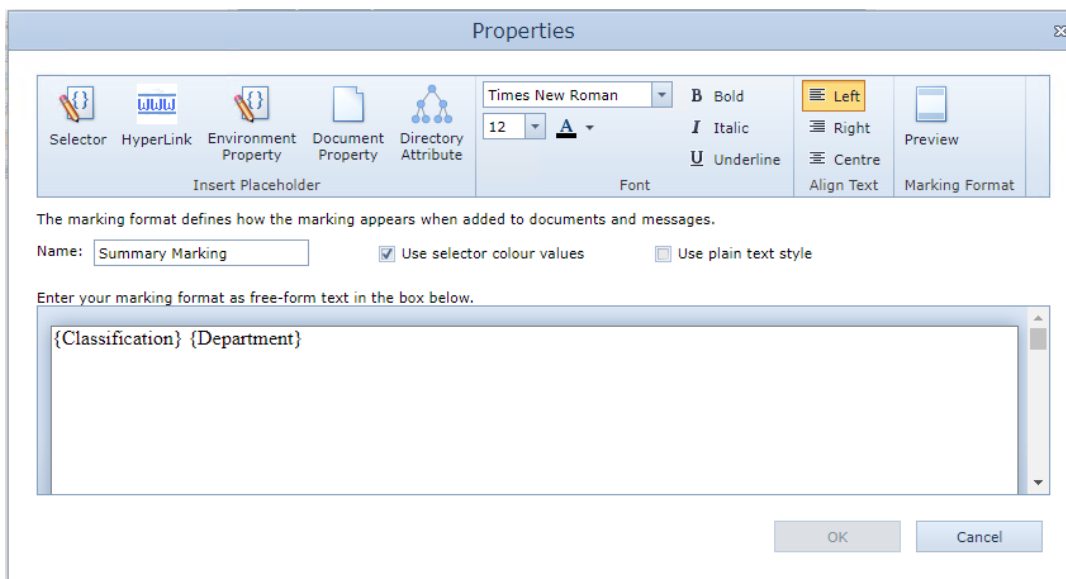 Properties
Selector HyperLink Environment Property Document Property Directory Attribute
Insert Placeholder
Times New Roman
12 A
B Bold
I Italic
U Underline
Font
Left
Right
Centre
Align Text
Preview
Marking Format
The marking format defines how the marking appears when added to documents and messages.
Name: Summary Marking Use selector colour values Use plain text style
Enter your marking format as free-form text in the box below.
{Classification} {Department}
OK Cancel